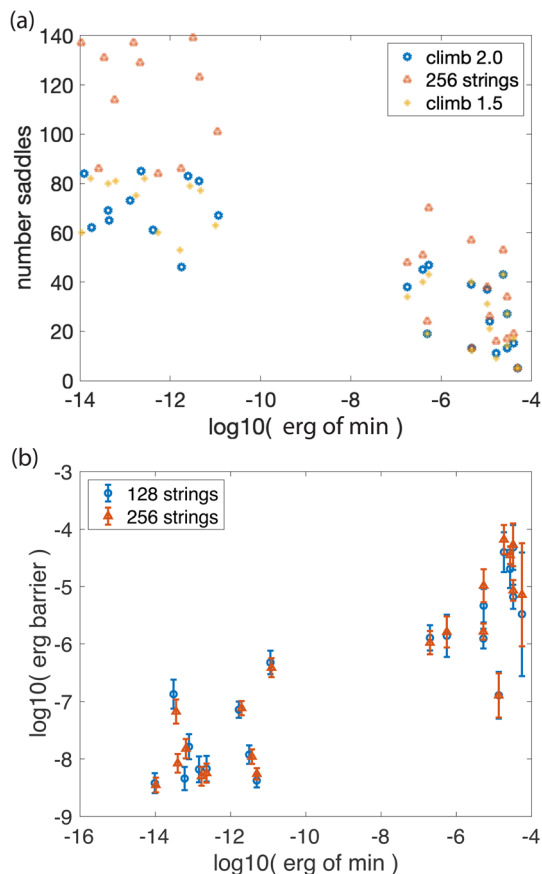 (a)
140
120
100
80
60
40
20
0
number saddles
climb 2.0
256 strings
climb 1.5
-14
-12
-10
-8
-6
-4
log10( erg of min )
(b)
-3
-4
-5
-6
-7
-8
-9
log10( erg barrier )
128 strings
256 strings
-16
-14
-12
-10
-8
-6
-4
log10( erg of min )